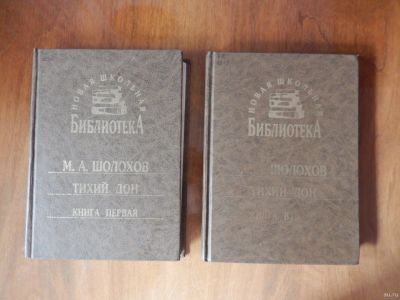 НОВАЯ ШКОЛЬНАЯ
БИБЛИОТЕКА
М. А. ШОЛОХОВ
ТИХИЙ ДОН
КНИГА ПЕРВАЯ
НОВАЯ ШКОЛЬНАЯ
БИБЛИОТЕКА
ШОЛОХОВ
ТИХИЙ ДОН